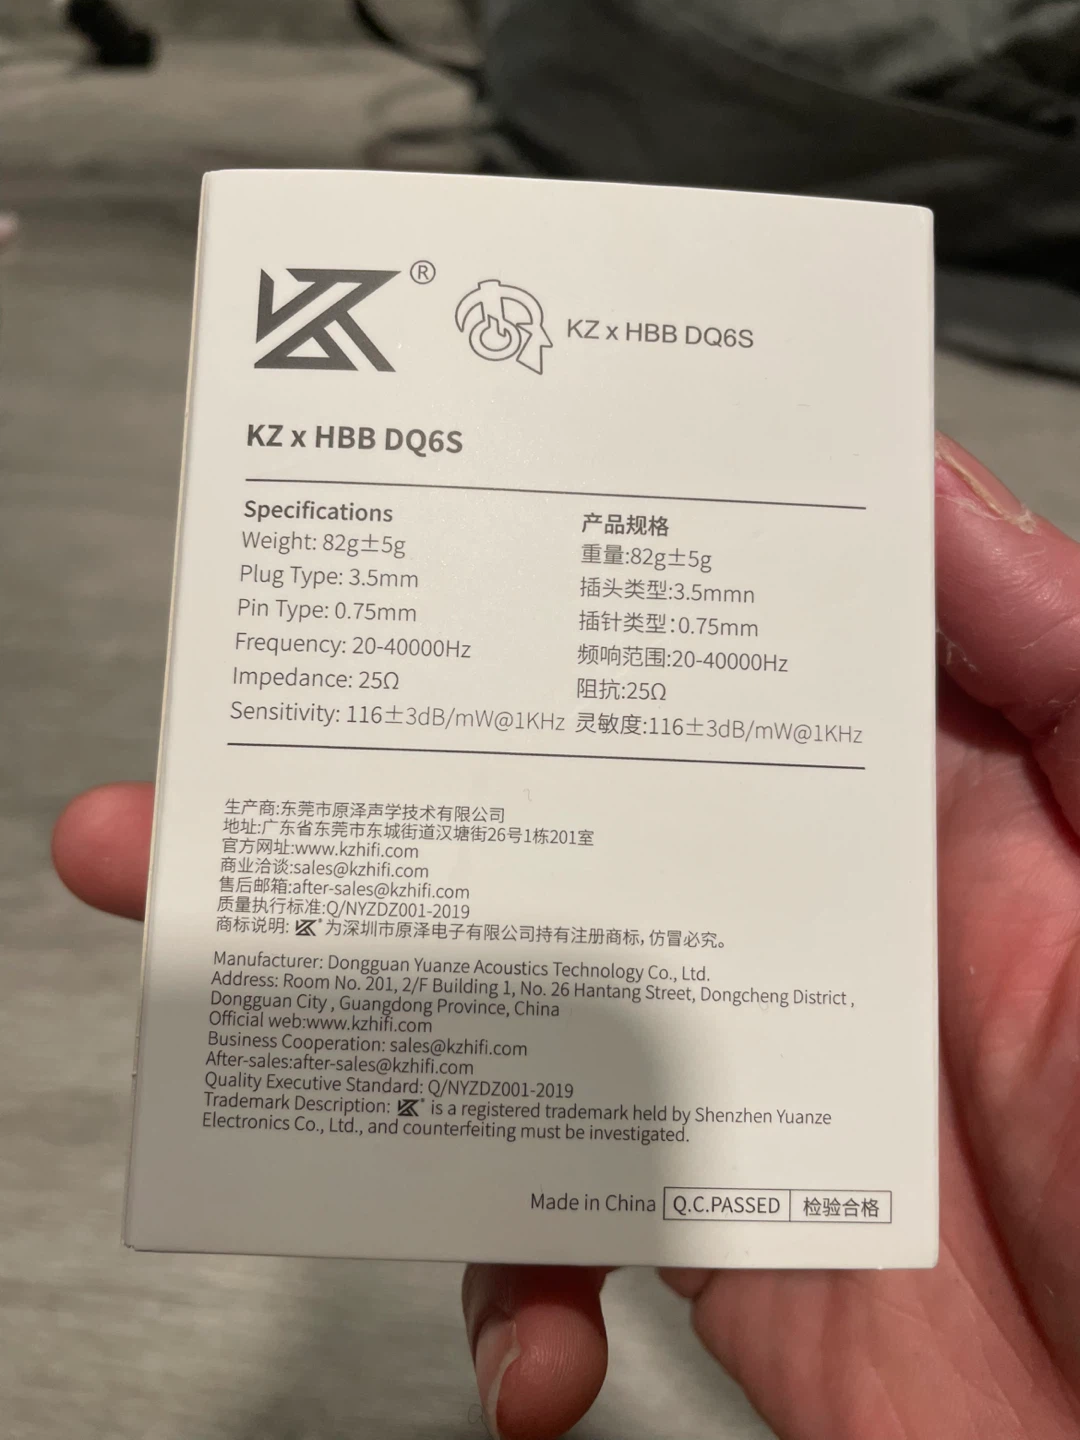 KZ ®
KZ x HBB DQ6S
KZ x HBB DQ6S
Specifications
Weight: 82g±5g
Plug Type: 3.5mm
Pin Type: 0.75mm
Frequency: 20-40000Hz
Impedance: 25Ω
Sensitivity: 116±3dB/mW@1KHz
产品规格
重量:82g±5g
插头类型:3.5mmn
插针类型:0.75mm
频响范围:20-40000Hz
阻抗:25Ω
灵敏度:116±3dB/mW@1KHz
生产商:东莞市原泽声学技术有限公司
地址:广东省东莞市东城街道汉塘街26号1栋201室
官方网址:www.kzhifi.com
商业洽谈:sales@kzhifi.com
售后邮箱:after-sales@kzhifi.com
质量执行标准:Q/NYZDZ001-2019
商标说明: KZ®为深圳市原泽电子有限公司持有注册商标,仿冒必究。
Manufacturer: Dongguan Yuanze Acoustics Technology Co., Ltd.
Address: Room No. 201, 2/F Building 1, No. 26 Hantang Street, Dongcheng District ,
Dongguan City , Guangdong Province, China
Official web:www.kzhifi.com
Business Cooperation: sales@kzhifi.com
After-sales:after-sales@kzhifi.com
Quality Executive Standard: Q/NYZDZ001-2019
Trademark Description: KZ® is a registered trademark held by Shenzhen Yuanze
Electronics Co., Ltd., and counterfeiting must be investigated.
Made in China Q.C.PASSED 检验合格